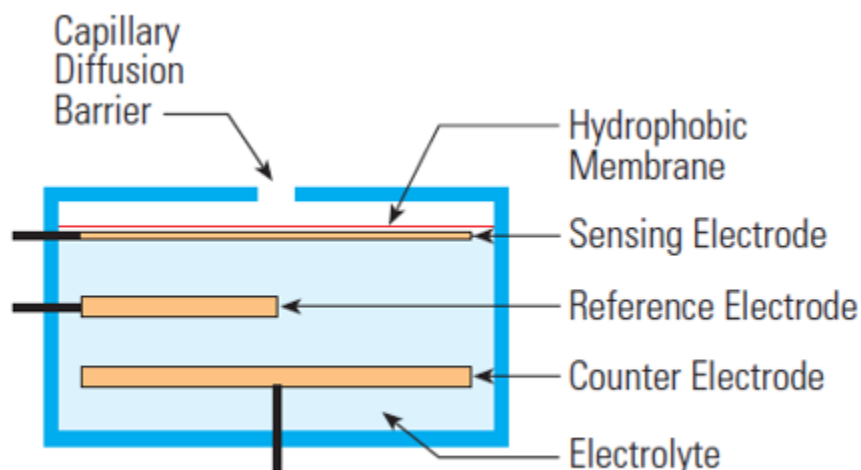 Capillary
Diffusion
Barrier
Hydrophobic
Membrane
Sensing Electrode
Reference Electrode
Counter Electrode
Electrolyte